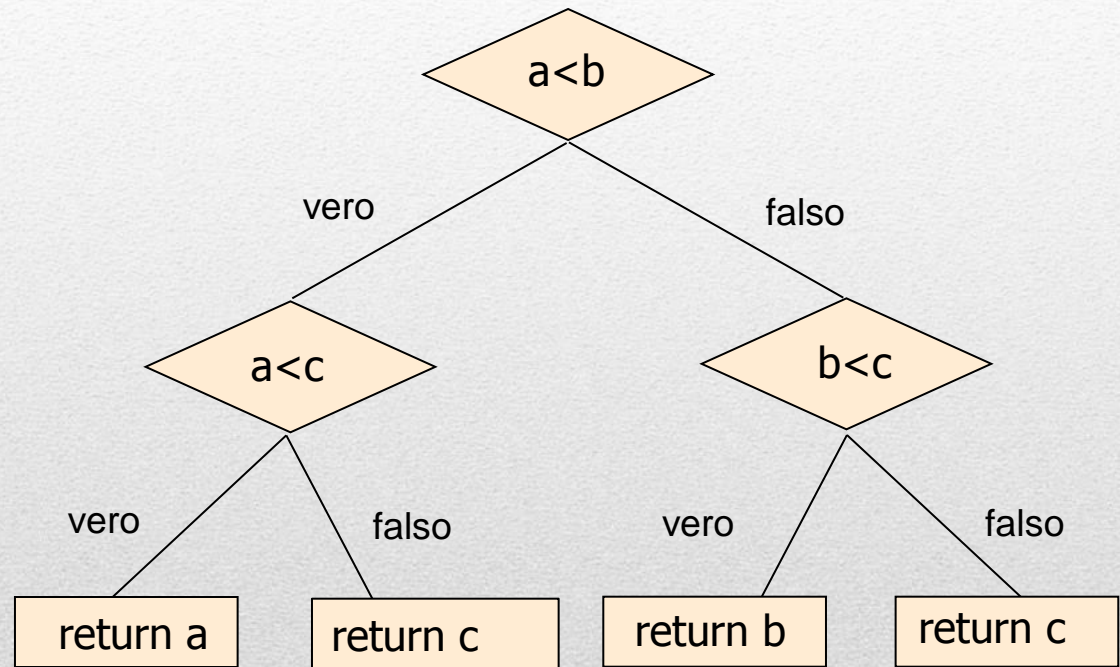 a<b
vero
falso
a<c
b<c
vero
falso
vero
falso
return a
return c
return b
return c